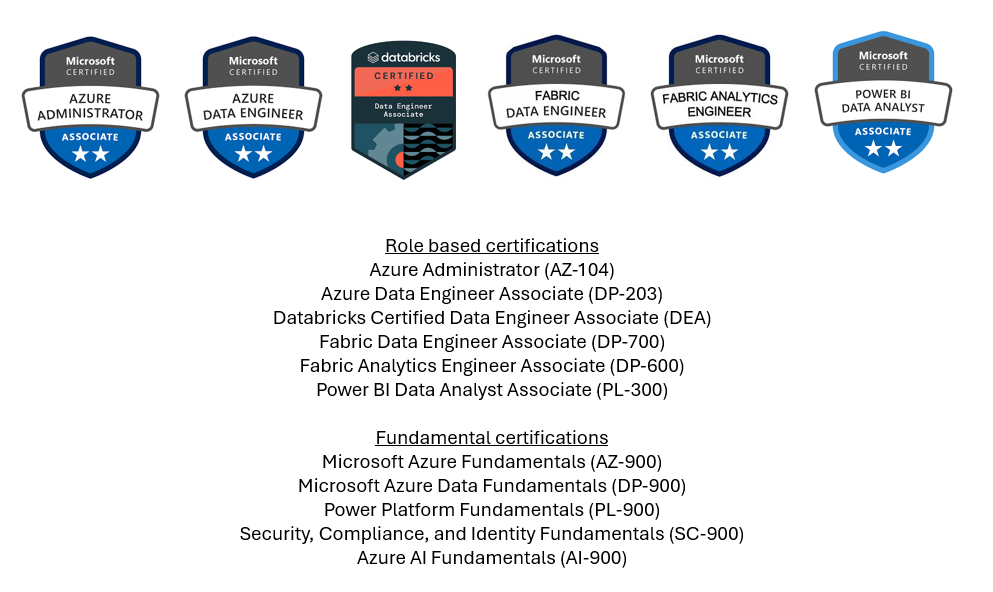 Microsoft
CERTIFIED
AZURE
ADMINISTRATOR
ASSOCIATE
Microsoft
CERTIFIED
AZURE
DATA ENGINEER
ASSOCIATE
databricks
CERTIFIED
Data Engineer
Associate
Microsoft
CERTIFIED
FABRIC
DATA ENGINEER
ASSOCIATE
Microsoft
CERTIFIED
FABRIC ANALYTICS
ENGINEER
ASSOCIATE
Microsoft
CERTIFIED
POWER BI
DATA ANALYST
ASSOCIATE
Role based certifications
Azure Administrator (AZ-104)
Azure Data Engineer Associate (DP-203)
Databricks Certified Data Engineer Associate (DEA)
Fabric Data Engineer Associate (DP-700)
Fabric Analytics Engineer Associate (DP-600)
Power BI Data Analyst Associate (PL-300)
Fundamental certifications
Microsoft Azure Fundamentals (AZ-900)
Microsoft Azure Data Fundamentals (DP-900)
Power Platform Fundamentals (PL-900)
Security, Compliance, and Identity Fundamentals (SC-900)
Azure AI Fundamentals (AI-900)